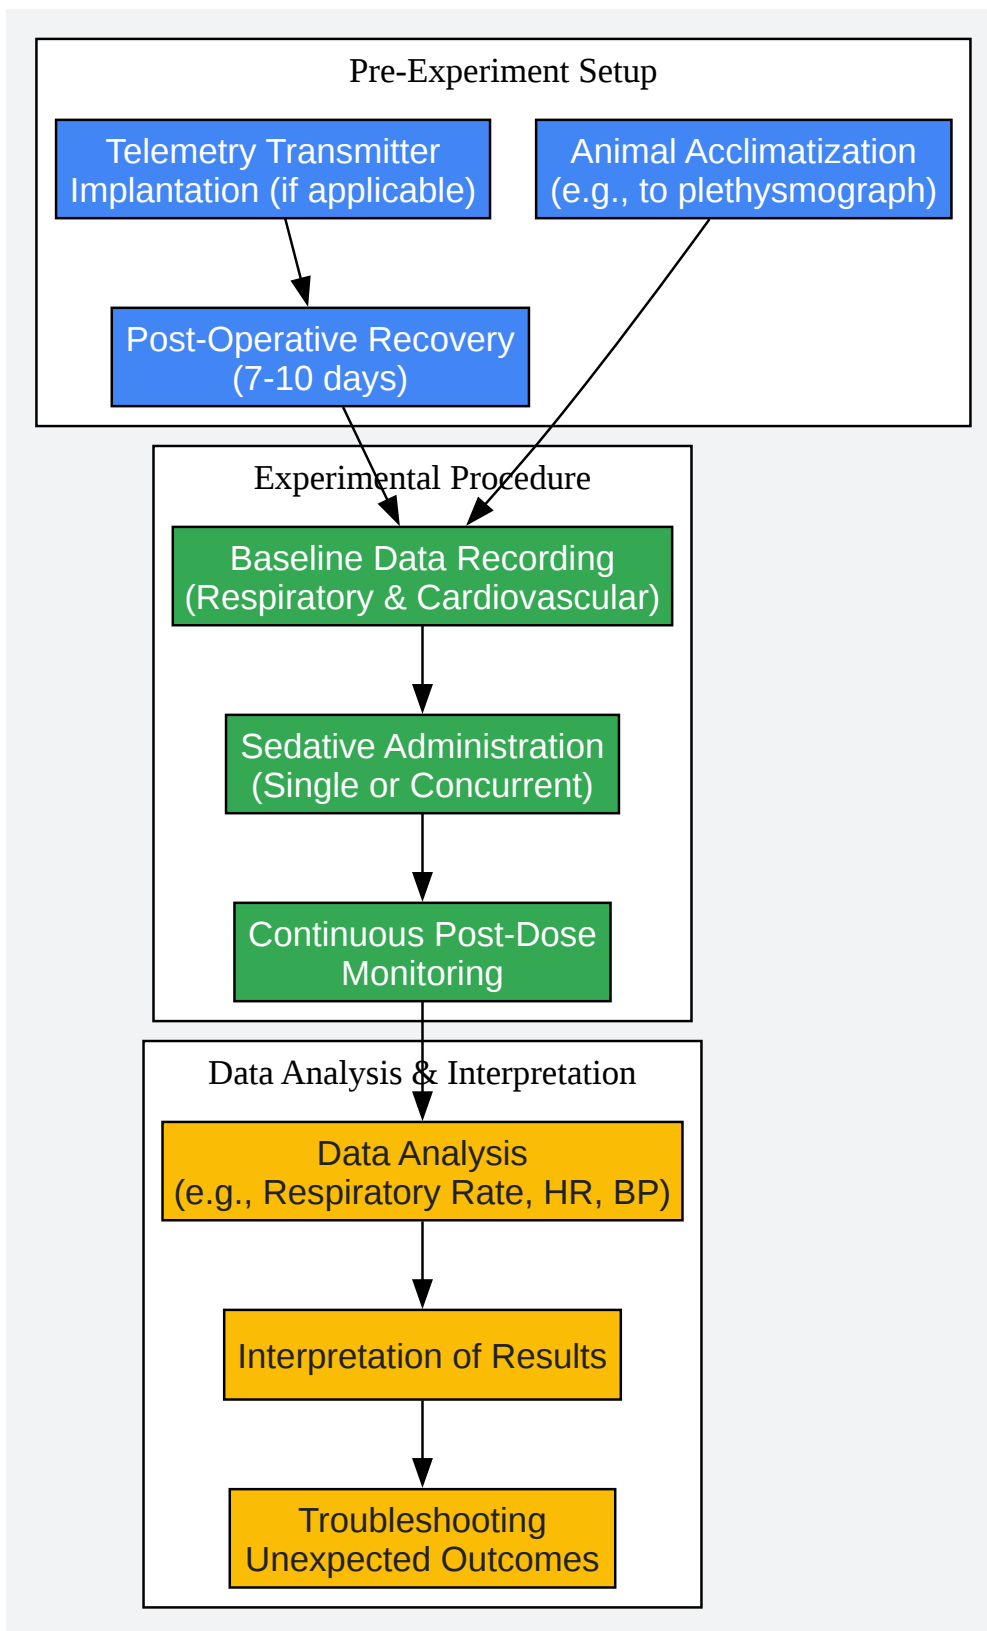 Pre-Experiment Setup
Telemetry Transmitter
Implantation (if applicable)
Animal Acclimatization
(e.g., to plethysmograph)
Post-Operative Recovery
(7-10 days)
Experimental Procedure
Baseline Data Recording
(Respiratory & Cardiovascular)
Sedative Administration
(Single or Concurrent)
Continuous Post-Dose
Monitoring
Data Analysis & Interpretation
Data Analysis
(e.g., Respiratory Rate, HR, BP)
Interpretation of Results
Troubleshooting
Unexpected Outcomes